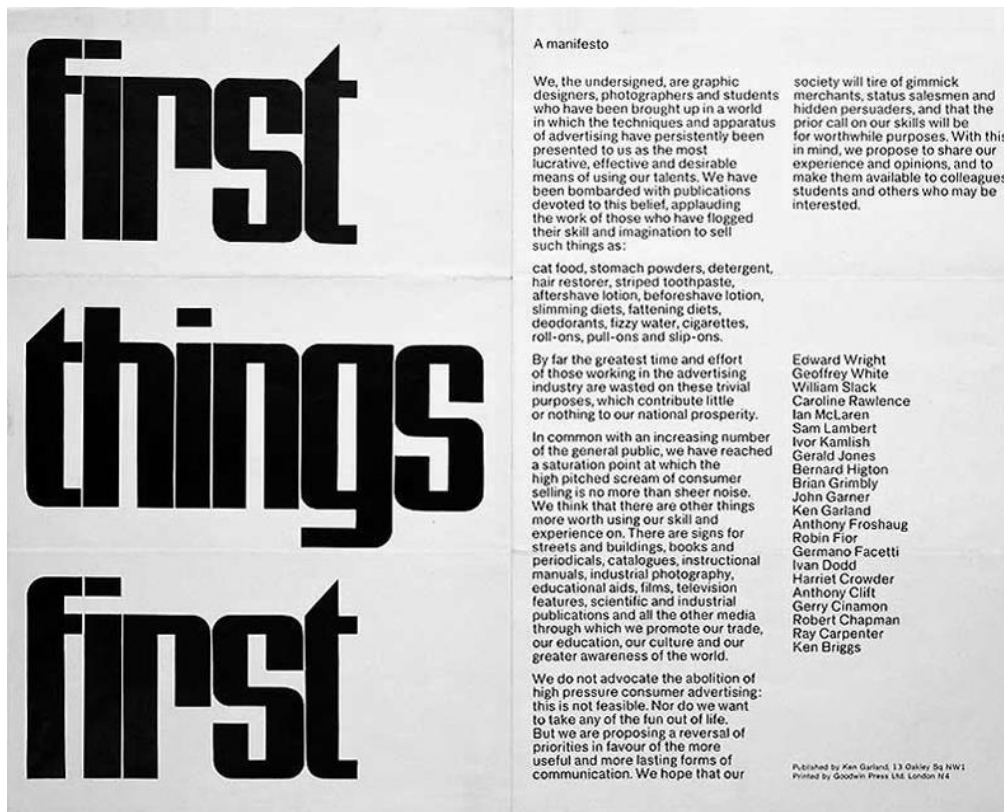 first
things
first
A manifesto
We, the undersigned, are graphic
designers, photographers and students
who have been brought up in a world
in which the techniques and apparatus
of advertising have persistently been
presented to us as the most
lucrative, effective and desirable
means of using our talents. We have
been bombarded with publications
devoted to this belief, applauding
the work of those who have flogged
their skill and imagination to sell
such things as:
cat food, stomach powders, detergent,
hair restorer, striped toothpaste,
aftershave lotion, beforeshave lotion,
slimming diets, fattening diets,
deodorants, fizzy water, cigarettes,
roll-ons, pull-ons and slip-ons.
By far the greatest time and effort
of those working in the advertising
industry are wasted on these trivial
purposes, which contribute little
or nothing to our national prosperity.
In common with an increasing number
of the general public, we have reached
a saturation point at which the
high pitched scream of consumer
selling is no more than sheer noise.
We think that there are other things
more worth using our skill and
experience on. There are signs for
streets and buildings, books and
periodicals, catalogues, instructional
manuals, industrial photography,
educational aids, films, television
features, scientific and industrial
publications and all the other media
through which we promote our trade,
our education, our culture and our
greater awareness of the world.
We do not advocate the abolition of
high pressure consumer advertising:
this is not feasible. Nor do we want
to take any of the fun out of life.
But we are proposing a reversal of
priorities in favour of the more
useful and more lasting forms of
communication. We hope that our
society will tire of gimmick
merchants, status salesmen and
hidden persuaders, and that the
prior call on our skills will be
for worthwhile purposes. With this
in mind, we propose to share our
experience and opinions, and to
make them available to colleagues
students and others who may be
interested.
Edward Wright
Geoffrey White
William Slack
Caroline Rawlence
Ian McLaren
Sam Lambert
Ivor Kamlish
Gerald Jones
Bernard Higton
Brian Grimbly
John Garner
Ken Garland
Anthony Froshaug
Robin Fior
Germano Facetti
Ivan Dodd
Harriet Crowder
Anthony Clift
Gerry Cinamon
Robert Chapman
Ray Carpenter
Ken Briggs
Published by Ken Garland, 13 Oakley Sq NW1
Printed by Goodwin Press Ltd. London N4